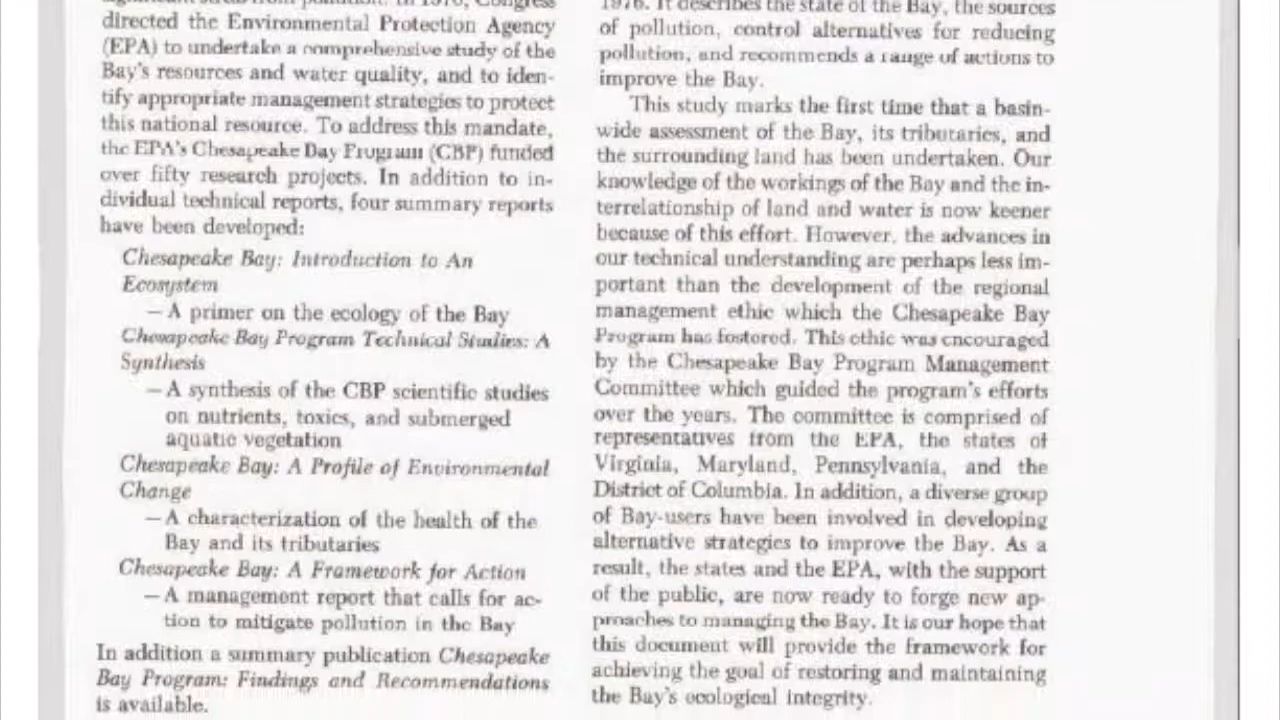 directed the Environmental Protection Agency
(EPA) to undertake a comprehensive study of the
Bay's resources and water quality, and to iden-
tify appropriate management strategies to protect
this national resource. To address this mandate,
the EPA's Chesapeake Bay Program (CBP) funded
over fifty research projects. In addition to in-
dividual technical reports, four summary reports
have been developed:
Chesapeake Bay: Introduction to An
Ecosystem
—A primer on the ecology of the Bay
Chesapeake Bay Program Technical Studies: A
Synthesis
—A synthesis of the CBP scientific studies
on nutrients, toxics, and submerged
aquatic vegetation
Chesapeake Bay: A Profile of Environmental
Change
—A characterization of the health of the
Bay and its tributaries
Chesapeake Bay: A Framework for Action
—A management report that calls for ac-
tion to mitigate pollution in the Bay
In addition a summary publication Chesapeake
Bay Program: Findings and Recommendations
is available.
1976. It describes the state of the Bay, the sources
of pollution, control alternatives for reducing
pollution, and recommends a range of actions to
improve the Bay.
This study marks the first time that a basin-
wide assessment of the Bay, its tributaries, and
the surrounding land has been undertaken. Our
knowledge of the workings of the Bay and the in-
terrelationship of land and water is now keener
because of this effort. However, the advances in
our technical understanding are perhaps less im-
portant than the development of the regional
management ethic which the Chesapeake Bay
Program has fostered. This ethic was encouraged
by the Chesapeake Bay Program Management
Committee which guided the program's efforts
over the years. The committee is comprised of
representatives from the EPA, the states of
Virginia, Maryland, Pennsylvania, and the
District of Columbia. In addition, a diverse group
of Bay-users have been involved in developing
alternative strategies to improve the Bay. As a
result, the states and the EPA, with the support
of the public, are now ready to forge new ap-
proaches to managing the Bay. It is our hope that
this document will provide the framework for
achieving the goal of restoring and maintaining
the Bay's ecological integrity.